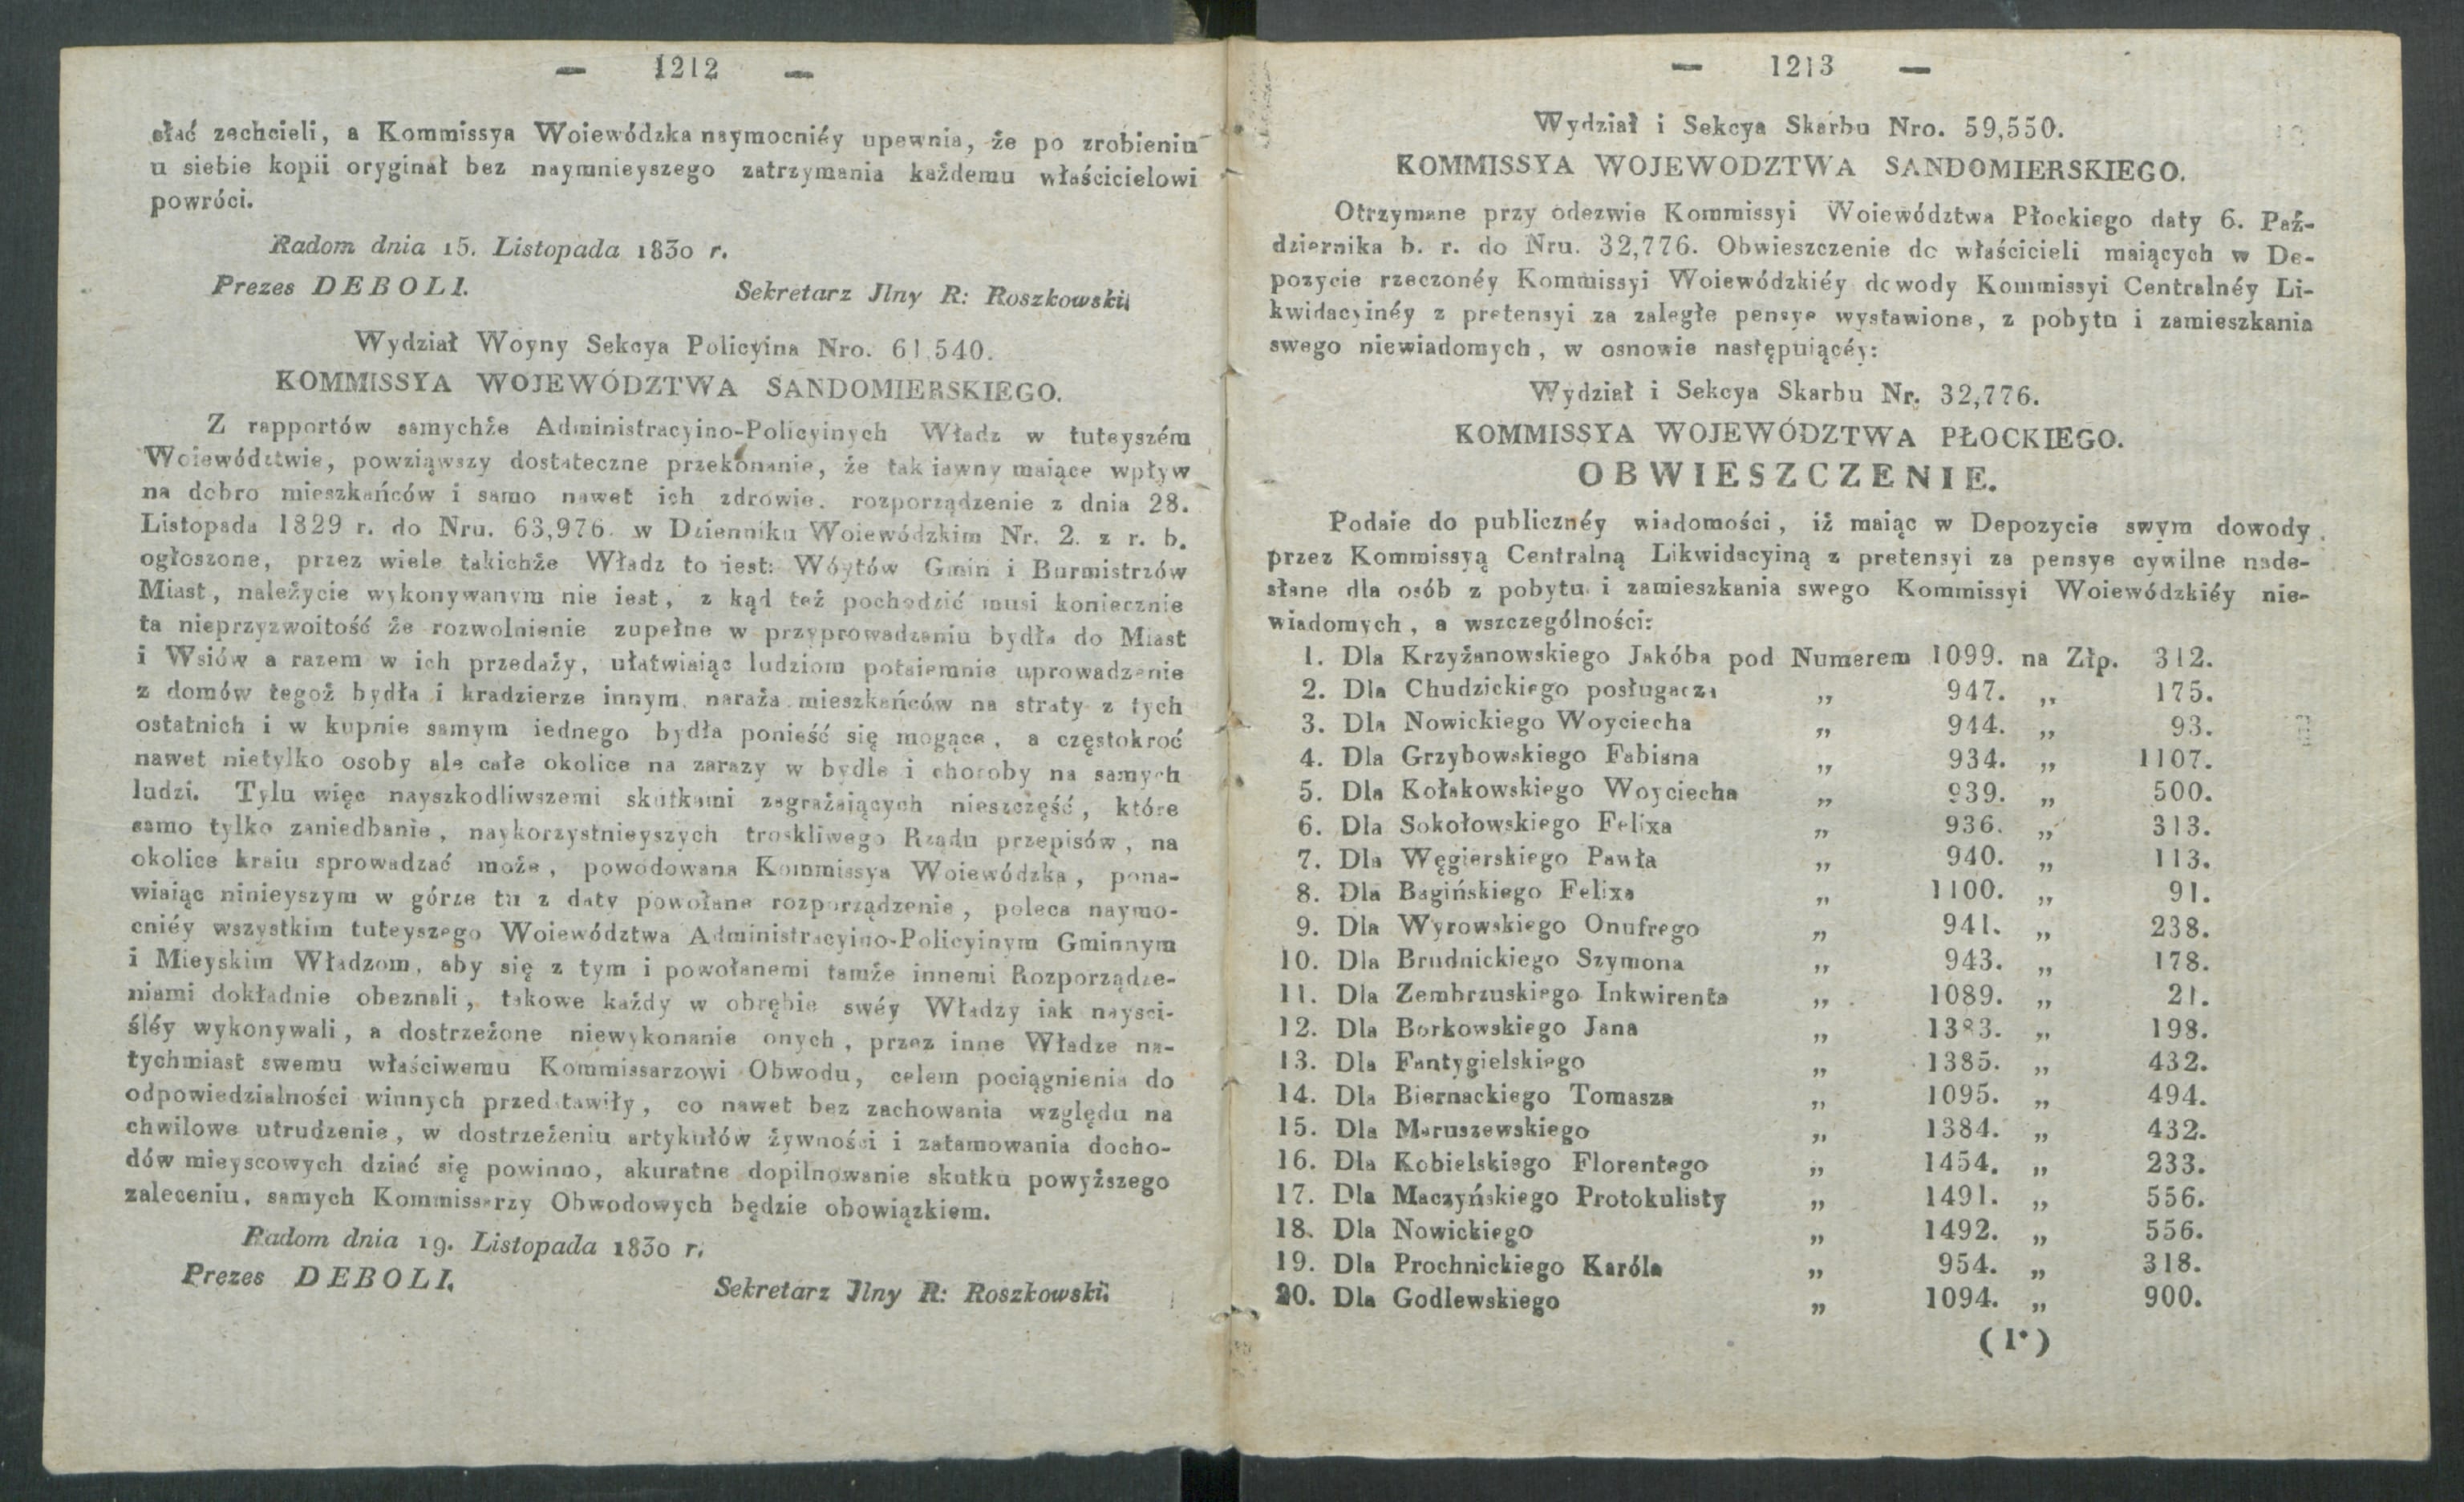 — 1212 —
słać zechcieli, a Kommissya Woiewódzka naymocniéy upewnia, że po zrobieniu
u siebie kopii oryginał bez naymnieyszego zatrzymania każdemu właścicielowi
powróci.
Radom dnia 15. Listopada 1830 r.
Prezes DEBOLI. Sekretarz Jlny R: Roszkowski.
Wydział Woyny Sekcya Policyina Nro. 61,540.
KOMMISSYA WOJEWÓDZTWA SANDOMIERSKIEGO.
Z rapportów samychże Administracyino-Policyinych Władz w tuteyszém
Woiewództwie, powziąwszy dostateczne przekonanie, że tak iawny maiące wpływ
na dobro mieszkańców i samo nawet ich zdrowie, rozporządzenie z dnia 28.
Listopada 1829 r. do Nru. 63,976. w Dzienniku Woiewódzkim Nr. 2. z r. b.
ogłoszone, przez wiele takichże Władz to iest: Wóytów Gmin i Burmistrzów
Miast, należycie wykonywanym nie iest, z kąd też pochodzić musi koniecznie
ta nieprzyzwoitość że rozwolnienie zupełne w przyprowadzaniu bydła do Miast
i Wsiów a razem w ich przedaży, ułatwiaiąc ludziom potaiemnie uprowadzenie
z domów tegoż bydła i kradzierze innym, naraża mieszkańców na straty z tych
ostatnich i w kupnie samym iednego bydła ponieść się mogące, a częstokroć
nawet nietylko osoby ale całe okolice na zarazy w bydle i choroby na samych
ludzi. Tylu więc nayszkodliwszemi skutkami zagrażaiących nieszczęść, które
samo tylko zaniedbanie, naykorzystnieyszych troskliwego Rządu przepisów, na
okolice kraiu sprowadzać może, powodowana Kommissya Woiewódzka, pona-
wiaiąc ninieyszym w górze tu z daty powołane rozporządzenie, poleca naymo-
cniéy wszystkim tuteyszego Woiewództwa Administracyino-Policyinym Gminnym
i Mieyskim Władzom, aby się z tym i powołanemi tamże innemi Rozporządze-
niami dokładnie obeznali, takowe każdy w obrębie swéy Władzy iak nayści-
śléy wykonywali, a dostrzeżone niewykonanie onych, przez inne Władze na-
tychmiast swemu właściwemu Kommissarzowi Obwodu, celem pociągnienia do
odpowiedzialności winnych przedstawiły, co nawet bez zachowania względu na
chwilowe utrudzenie, w dostrzeżeniu artykułów żywności i zatamowania docho-
dów mieyscowych dziać się powinno, akuratne dopilnowanie skutku powyższego
zaleceniu, samych Kommissarzy Obwodowych będzie obowiązkiem.
Radom dnia 19. Listopada 1830 r.
Prezes DEBOLI. Sekretarz Jlny R: Roszkowski.
— 1213 —
Wydział i Sekcya Skarbu Nro. 59,550.
KOMMISSYA WOJEWODZTWA SANDOMIERSKIEGO.
Otrzymane przy odezwie Kommissyi Woiewództwa Płockiego daty 6. Paź-
dziernika b. r. do Nru. 32,776. Obwieszczenie do właścicieli maiących w De-
pozycie rzeczonéy Kommissyi Woiewódzkiéy dowody Kommissyi Centralnéy Li-
kwidacyinéy z pretensyi za zaległe pensye wystawione, z pobytu i zamieszkania
swego niewiadomych, w osnowie następuiącéy:
Wydział i Sekcya Skarbu Nr. 32,776.
KOMMISSYA WOJEWÓDZTWA PŁOCKIEGO.
OBWIESZCZENIE.
Podaie do publicznéy wiadomości, iż maiąc w Depozycie swym dowody
przez Kommissyą Centralną Likwidacyiną z pretensyi za pensye cywilne nade-
słane dla osób z pobytu i zamieszkania swego Kommissyi Woiewódzkiéy nie-
wiadomych, a wszczególności:
1. Dla Krzyżanowskiego Jakóba pod Numerem 1099. na Złp. 312.
2. Dla Chudzickiego posługacza „ 947. „ 175.
3. Dla Nowickiego Woyciecha „ 944. „ 93.
4. Dla Grzybowskiego Fabiana „ 934. „ 1107.
5. Dla Kołakowskiego Woyciecha „ 939. „ 500.
6. Dla Sokołowskiego Felixa „ 936. „ 313.
7. Dla Węgierskiego Pawła „ 940. „ 113.
8. Dla Bagińskiego Felixa „ 1100. „ 91.
9. Dla Wyrowskiego Onufrego „ 941. „ 238.
10. Dla Brudnickiego Szymona „ 943. „ 178.
11. Dla Zembrzuskiego Inkwirenta „ 1089. „ 21.
12. Dla Borkowskiego Jana „ 1383. „ 198.
13. Dla Fantygielskiego „ 1385. „ 432.
14. Dla Biernackiego Tomasza „ 1095. „ 494.
15. Dla Maruszewskiego „ 1384. „ 432.
16. Dla Kobielskiego Florentego „ 1454. „ 233.
17. Dla Maczyńskiego Protokulisty „ 1491. „ 556.
18. Dla Nowickiego „ 1492. „ 556.
19. Dla Prochnickiego Karóla „ 954. „ 318.
20. Dla Godlewskiego „ 1094. „ 900.
(1*)